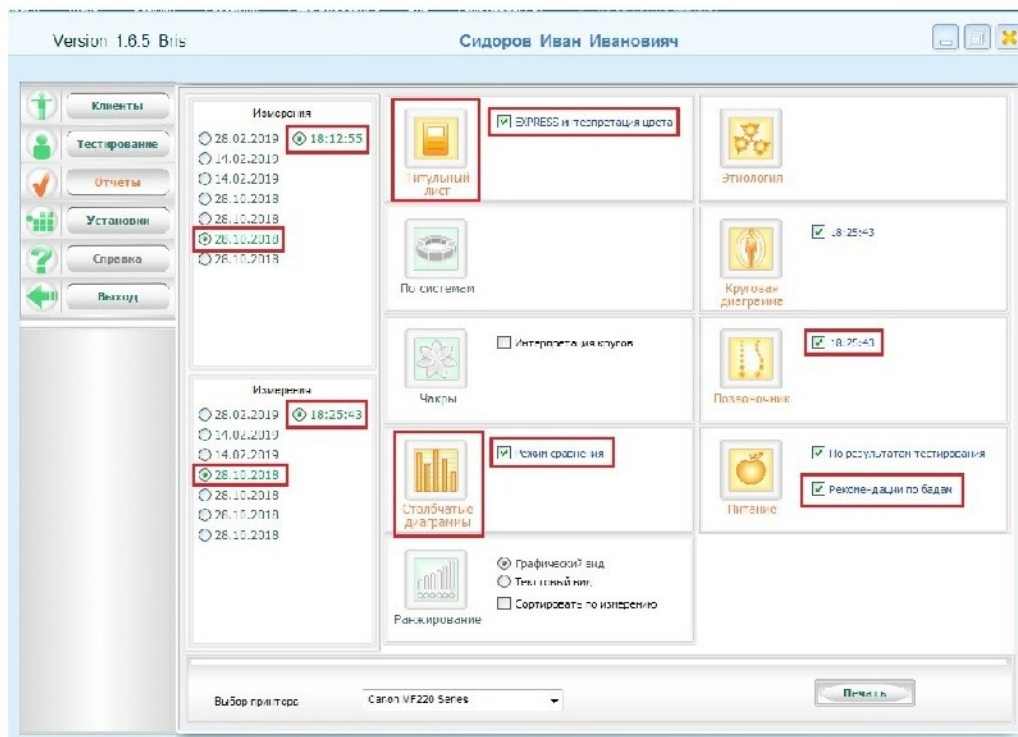 Version 1.6.5 Bris
Сидоров Иван Иановияч
Клиенты
Тестирование
Отчеты
Установки
Справка
Выход
Измерения
28.02.2019 18:12:55
14.02.2019
14.02.2019
28.10.2018
28.10.2018
28.10.2018
28.10.2018
Измерения
28.02.2019 18:25:43
14.02.2019
14.02.2019
28.10.2018
28.10.2018
28.10.2018
28.10.2018
Титульный
лист
EXPRESS интерпретация цвета
Этиология
По системам
Круговая
диаграмма
18:25:43
Чакры
Интерпретация кругов
Позвоночник
18:25:43
Столбчатые
диаграммы
Режим сравнения
Питание
По результатам тестирования
Рекомендации по бадам
Ранжирование
Графический вид
Текстовый вид
Сортировать по измерению
Выбор принтера
Canon MF220 Series
Печать